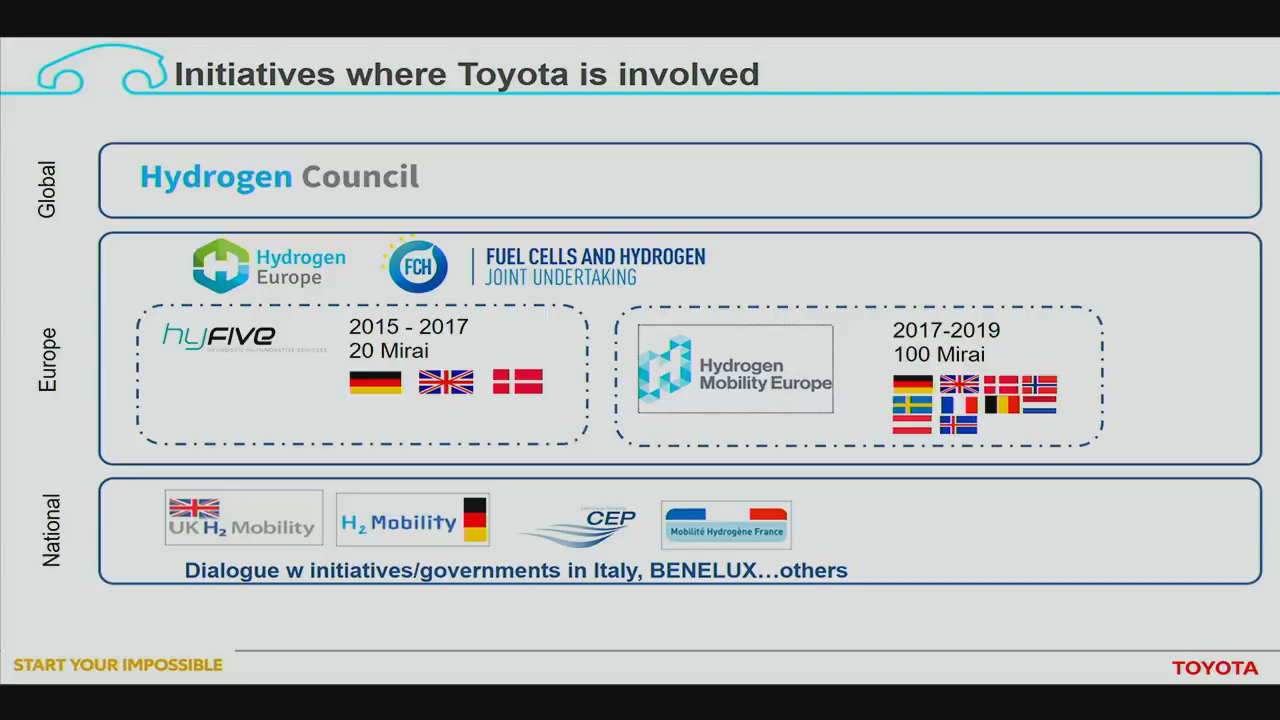 Initiatives where Toyota is involved
Global
Hydrogen Council
Europe
Hydrogen
Europe
FCH
FUEL CELLS AND HYDROGEN
JOINT UNDERTAKING
hyFIVE
2015 - 2017
20 Mirai
Hydrogen
Mobility Europe
2017-2019
100 Mirai
National
UK H₂ Mobility
H₂ Mobility
CEP
Mobilité Hydrogène France
Dialogue w initiatives/governments in Italy, BENELUX…others
START YOUR IMPOSSIBLE
TOYOTA